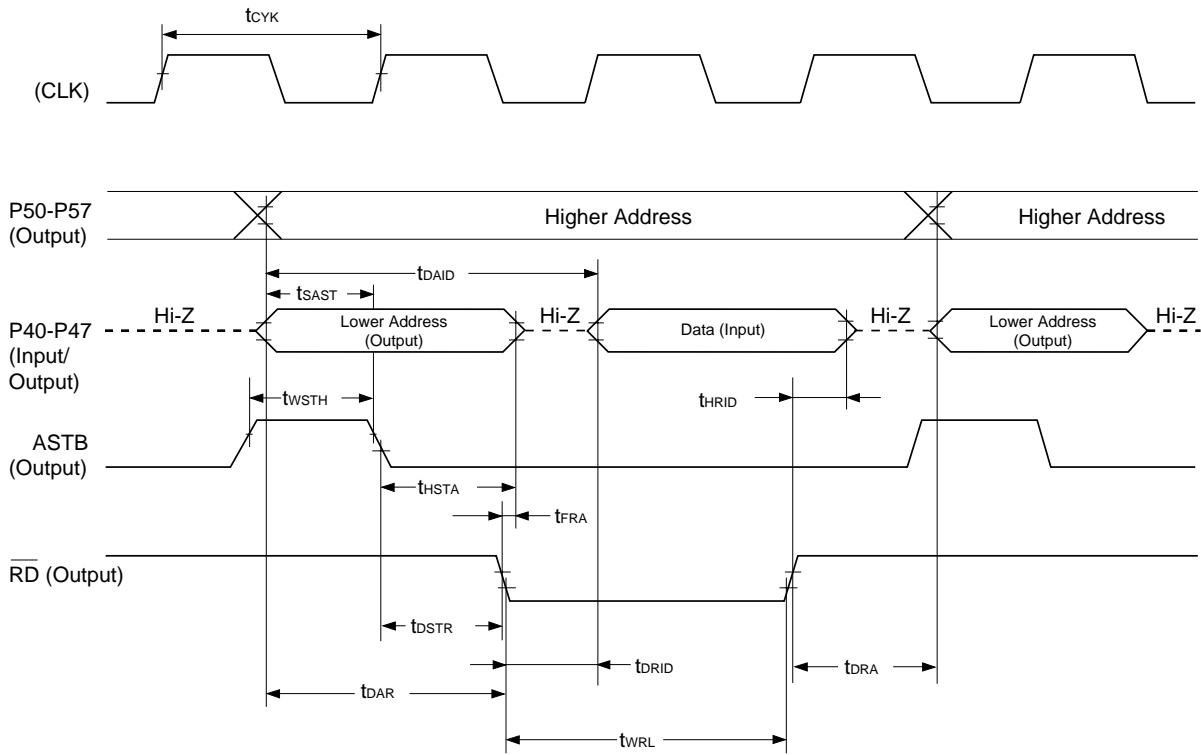 tCYK
(CLK)
P50-P57
(Output)
Higher Address
Higher Address
tDAID
tSAST
Hi-Z
Lower Address
(Output)
Hi-Z
Data (Input)
Hi-Z
Lower Address
(Output)
Hi-Z
P40-P47
(Input/
Output)
tWSTH
tHRID
ASTB
(Output)
tHSTA
tFRA
RD (Output)
tDSTR
tDRID
tDRA
tDAR
tWRL